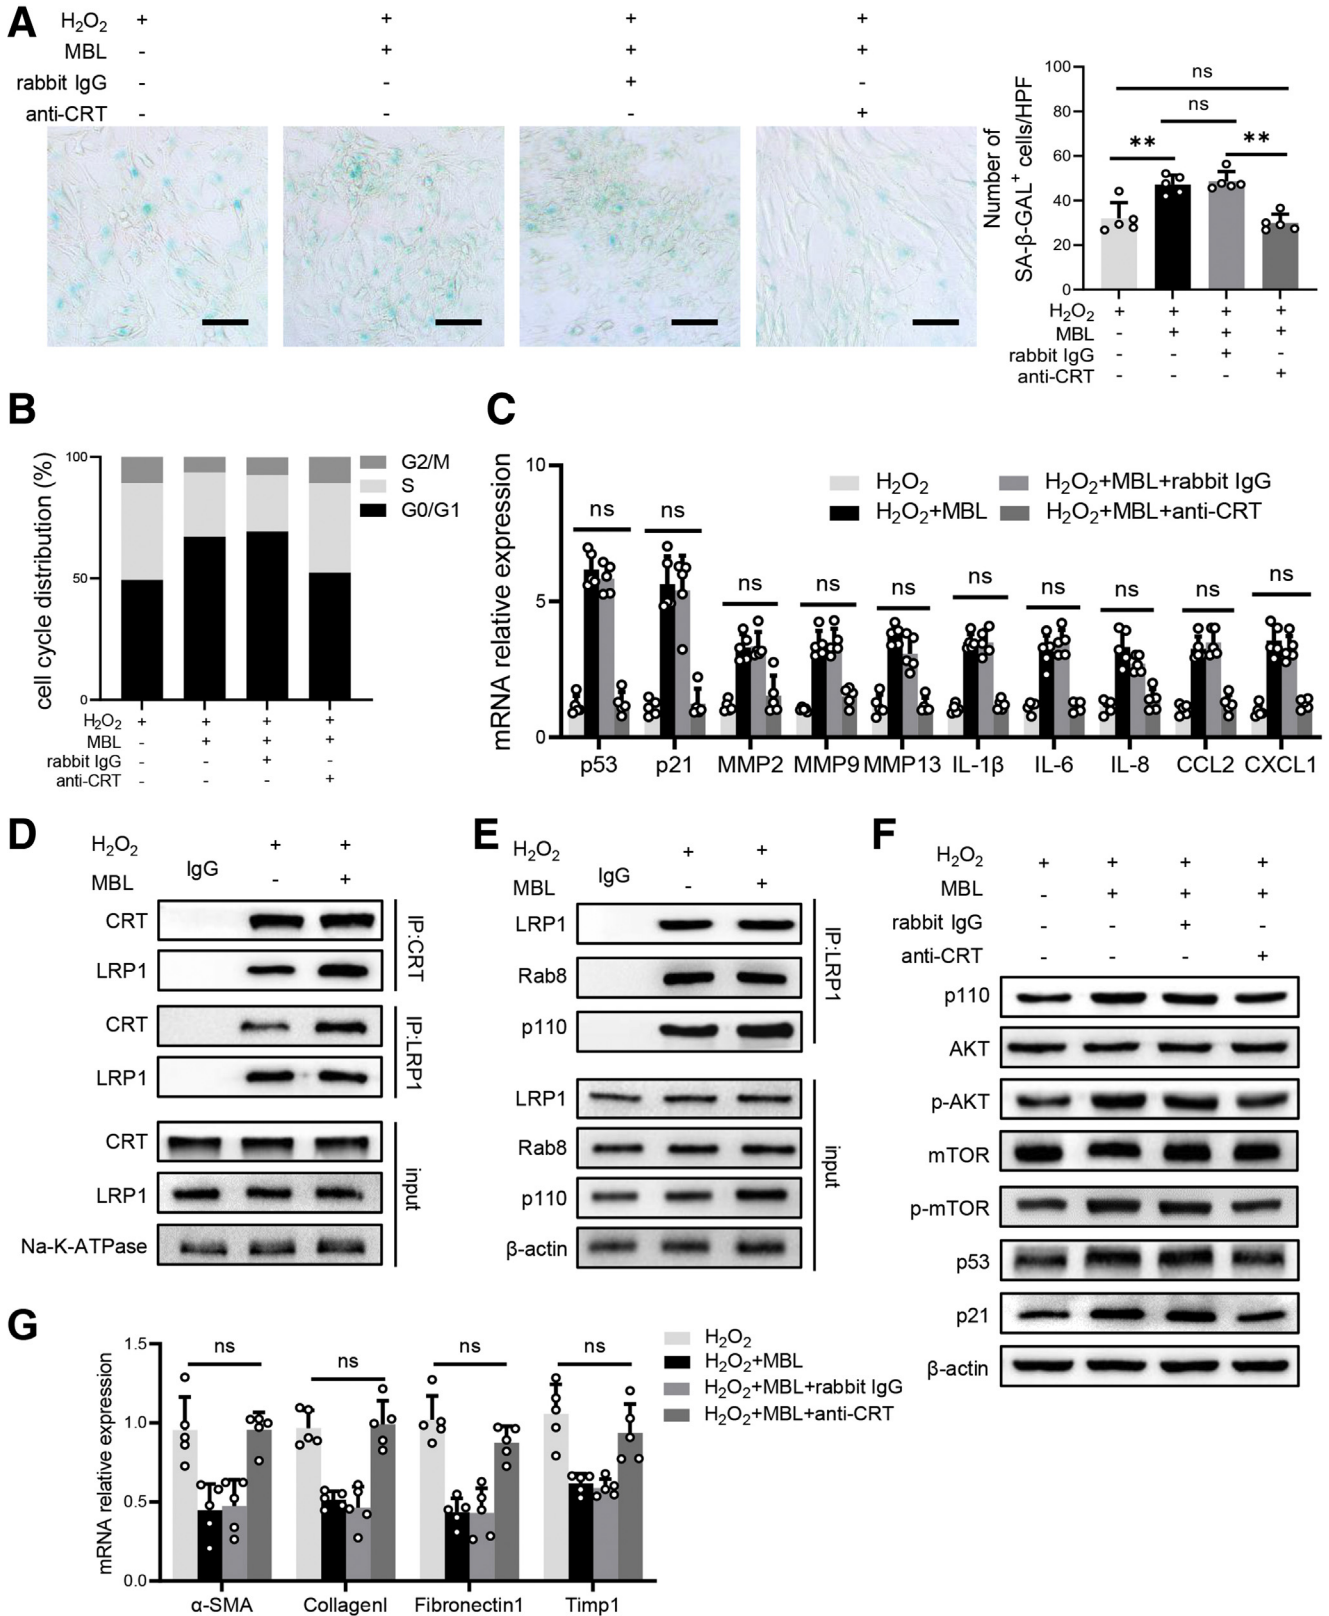 A
H₂O₂ + + + +
MBL - + + +
rabbit IgG - - + -
anti-CRT - - - +
Number of
SA-β-GAL⁺ cells/HPF
100
80
60
40
20
0
ns
ns
** **
H₂O₂ + + + +
MBL - + + +
rabbit IgG - - + -
anti-CRT - - - +
B
cell cycle distribution (%)
100
50
0
G2/M
S
G0/G1
H₂O₂ + + + +
MBL - + + +
rabbit IgG - - + -
anti-CRT - - - +
C
mRNA relative expression
10
5
0
H₂O₂ H₂O₂+MBL+rabbit IgG
H₂O₂+MBL H₂O₂+MBL+anti-CRT
ns ns ns ns ns ns ns ns ns ns
p53 p21 MMP2 MMP9 MMP13 IL-1β IL-6 IL-8 CCL2 CXCL1
D
H₂O₂ + +
IgG
MBL - +
CRT
LRP1
IP:CRT
CRT
LRP1
IP:LRP1
CRT
LRP1
Na-K-ATPase
input
E
H₂O₂ + +
IgG
MBL - +
LRP1
Rab8
p110
IP:LRP1
LRP1
Rab8
p110
β-actin
input
F
H₂O₂ + + + +
MBL - + + +
rabbit IgG - - + -
anti-CRT - - - +
p110
AKT
p-AKT
mTOR
p-mTOR
p53
p21
β-actin
G
mRNA relative expression
1.5
1.0
0.5
0.0
ns ns ns ns
H₂O₂
H₂O₂+MBL
H₂O₂+MBL+rabbit IgG
H₂O₂+MBL+anti-CRT
α-SMA CollagenI Fibronectin1 Timp1